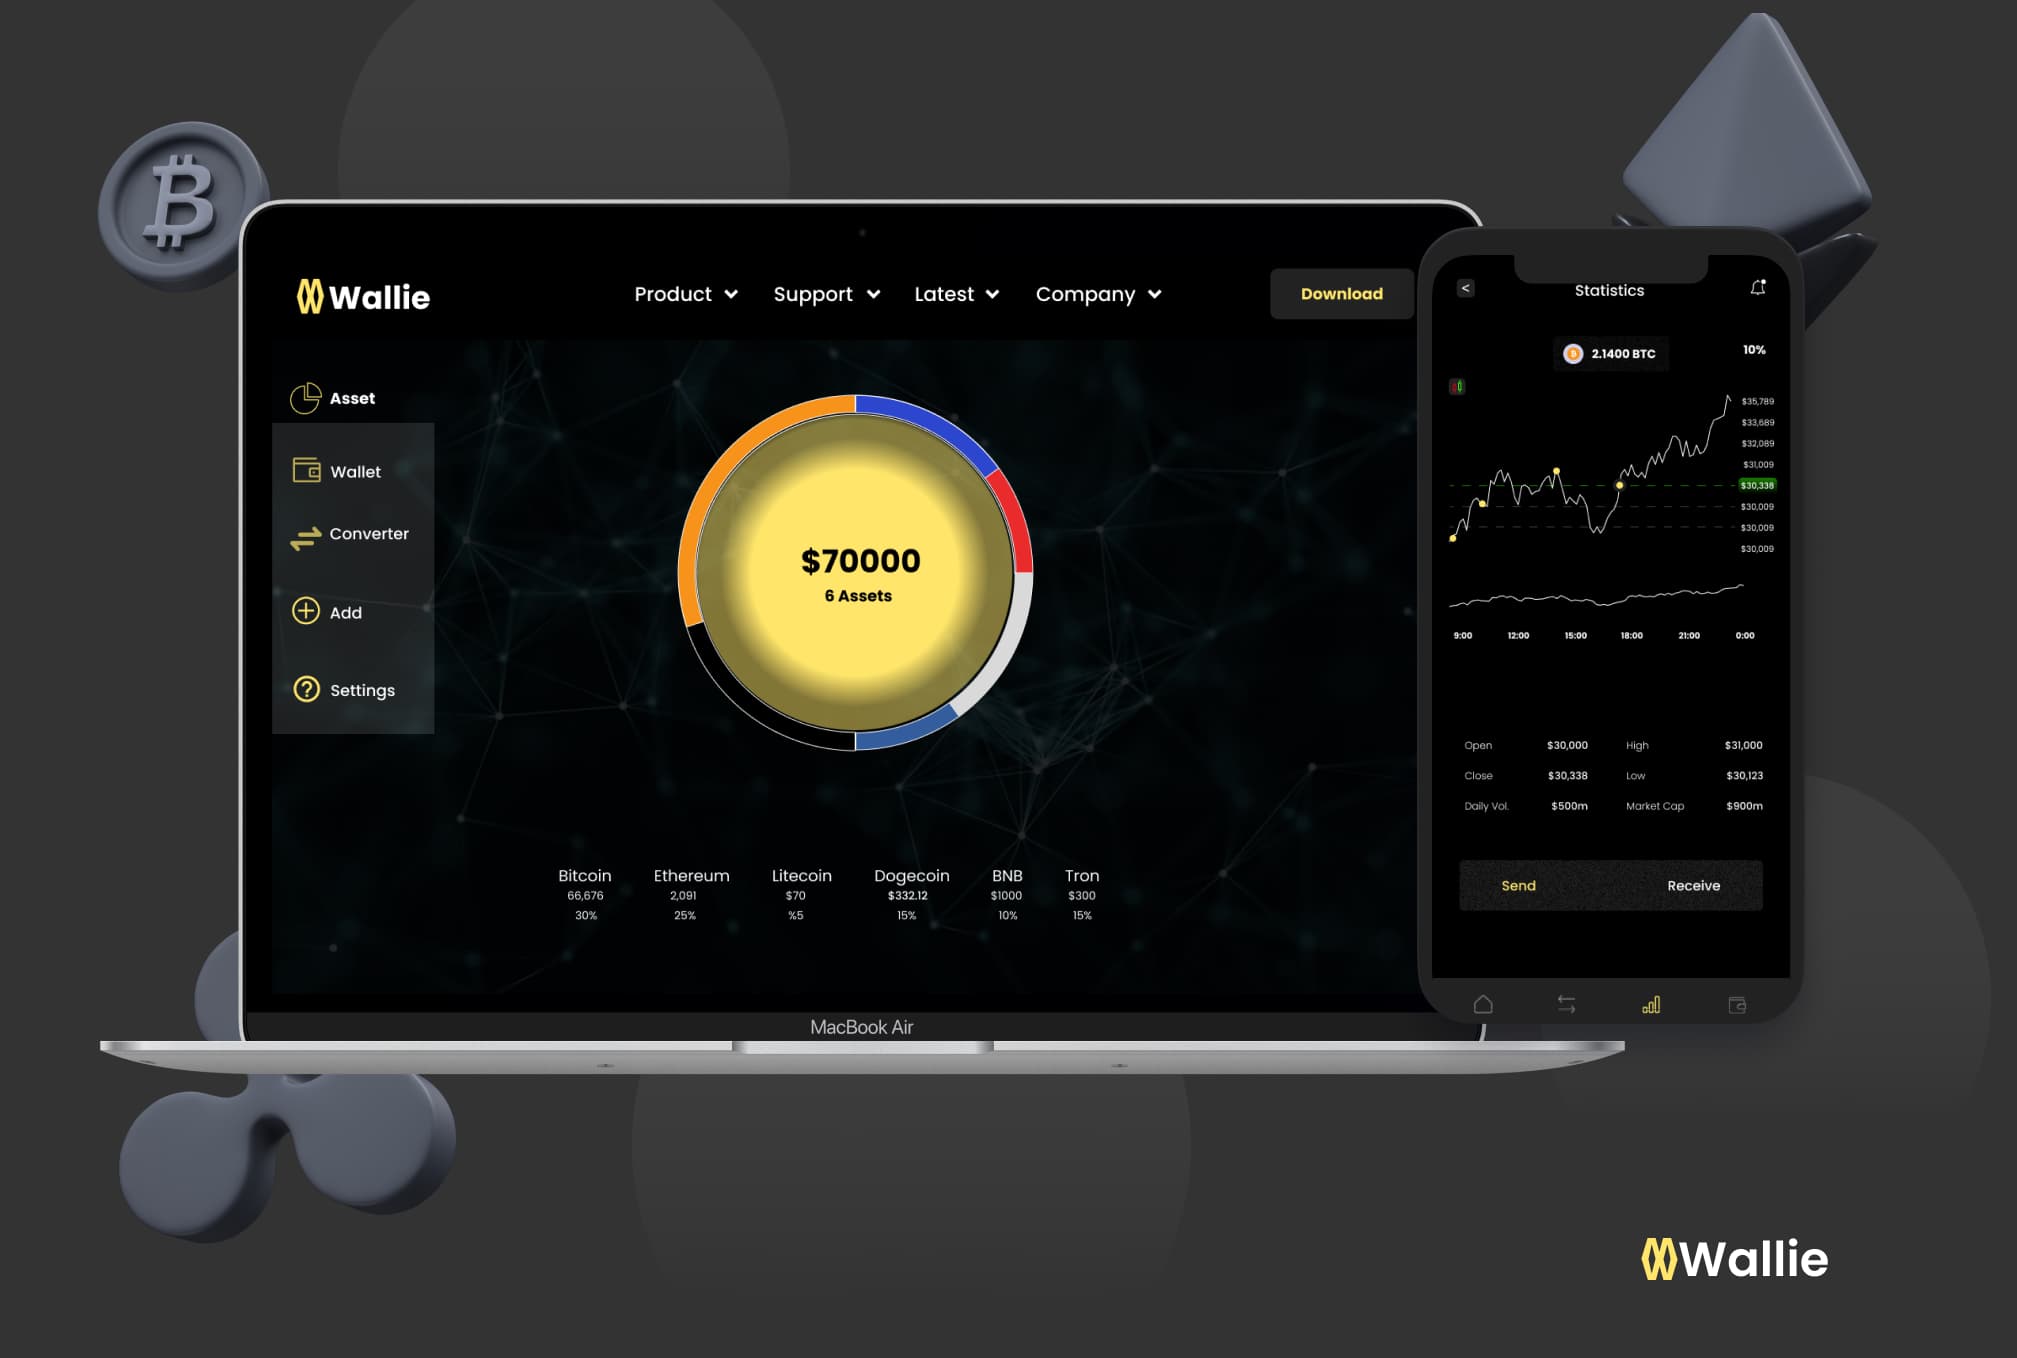 Wallie
Product
Support
Latest
Company
Download
Asset
Wallet
Converter
Add
Settings
$70000
6 Assets
Bitcoin Ethereum Litecoin Dogecoin BNB Tron
66,676 2,091 $70 $332.12 $1000 $300
30% 25% %5 15% 10% 15%
MacBook Air
<
Statistics
2.1400 BTC
10%
$35,789
$33,689
$32,089
$31,009
$30,338
$30,009
$30,009
$30,009
9:00 12:00 15:00 18:00 21:00 0:00
Open $30,000 High $31,000
Close $30,338 Low $30,123
Daily Vol. $500m Market Cap $900m
Send Receive
Wallie